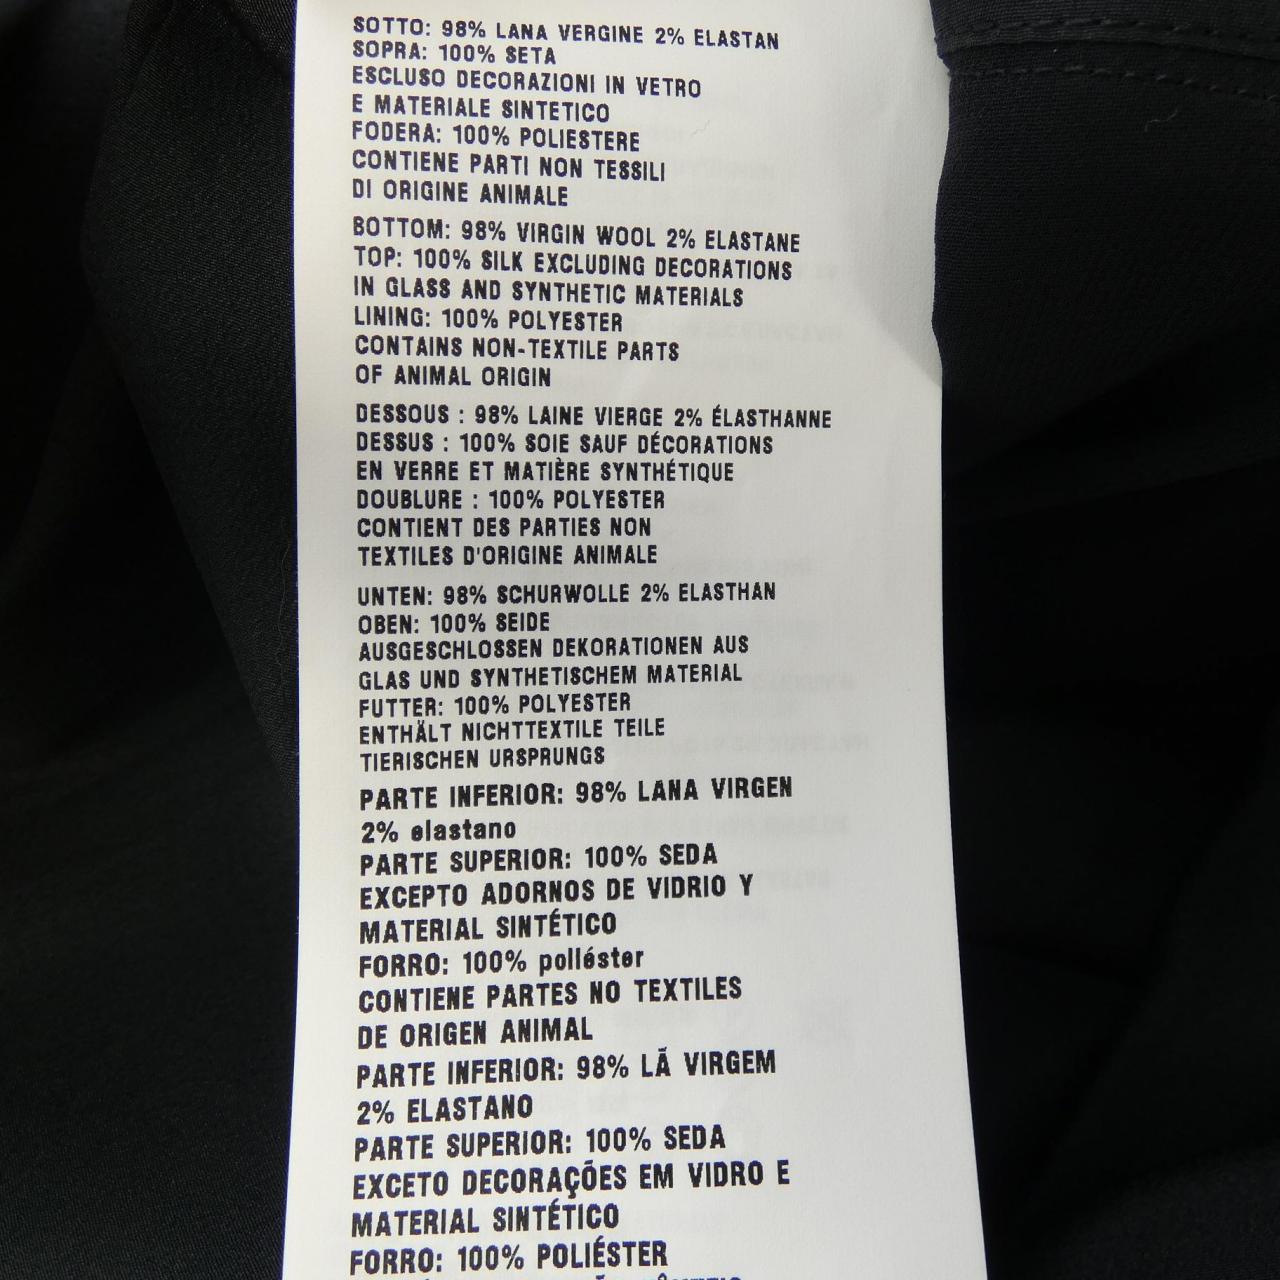 SOTTO: 98% LANA VERGINE 2% ELASTAN
SOPRA: 100% SETA
ESCLUSO DECORAZIONI IN VETRO
E MATERIALE SINTETICO
FODERA: 100% POLIESTERE
CONTIENE PARTI NON TESSILI
DI ORIGINE ANIMALE
BOTTOM: 98% VIRGIN WOOL 2% ELASTANE
TOP: 100% SILK EXCLUDING DECORATIONS
IN GLASS AND SYNTHETIC MATERIALS
LINING: 100% POLYESTER
CONTAINS NON-TEXTILE PARTS
OF ANIMAL ORIGIN
DESSOUS : 98% LAINE VIERGE 2% ÉLASTHANNE
DESSUS : 100% SOIE SAUF DÉCORATIONS
EN VERRE ET MATIÈRE SYNTHÉTIQUE
DOUBLURE : 100% POLYESTER
CONTIENT DES PARTIES NON
TEXTILES D'ORIGINE ANIMALE
UNTEN: 98% SCHURWOLLE 2% ELASTHAN
OBEN: 100% SEIDE
AUSGESCHLOSSEN DEKORATIONEN AUS
GLAS UND SYNTHETISCHEM MATERIAL
FUTTER: 100% POLYESTER
ENTHÄLT NICHTTEXTILE TEILE
TIERISCHEN URSPRUNGS
PARTE INFERIOR: 98% LANA VIRGEN
2% elastano
PARTE SUPERIOR: 100% SEDA
EXCEPTO ADORNOS DE VIDRIO Y
MATERIAL SINTÉTICO
FORRO: 100% poliéster
CONTIENE PARTES NO TEXTILES
DE ORIGEN ANIMAL
PARTE INFERIOR: 98% LÃ VIRGEM
2% ELASTANO
PARTE SUPERIOR: 100% SEDA
EXCETO DECORAÇÕES EM VIDRO E
MATERIAL SINTÉTICO
FORRO: 100% POLIÉSTER